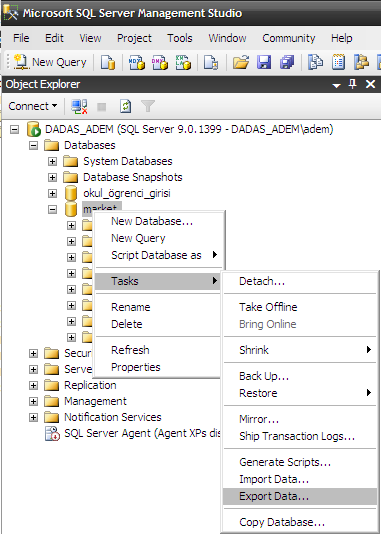 Microsoft SQL Server Management Studio
File Edit View Project Tools Window Community Help
New Query
Object Explorer
Connect
DADAS_ADEM (SQL Server 9.0.1399 - DADAS_ADEM\adem)
Databases
System Databases
Database Snapshots
okul_ögrenci_girisi
market
New Database...
New Query
Script Database as
Tasks
Rename
Delete
Refresh
Properties
Detach...
Take Offline
Bring Online
Shrink
Back Up...
Restore
Mirror...
Ship Transaction Logs...
Generate Scripts...
Import Data...
Export Data...
Copy Database...
Secur
Serve
Replication
Management
Notification Services
SQL Server Agent (Agent XPs dis